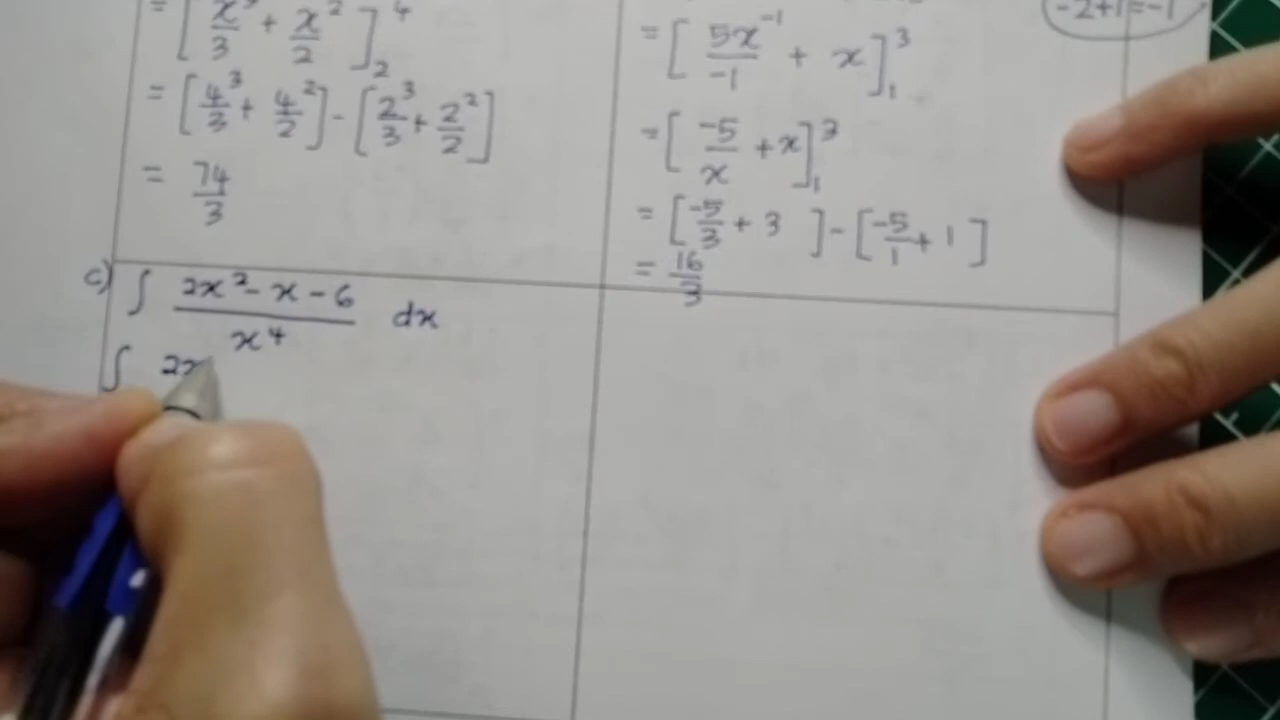 = [x³/3 + x²/2]₂⁴
= [4³/3 + 4²/2] - [2³/3 + 2²/2]
= 74/3
-2+1=-1
= [5x⁻¹/-1 + x]₁³
= [-5/x + x]₁³
= [-5/3 + 3] - [-5/1 + 1]
= 16/3
c) ∫ (2x² - x - 6)/x⁴ dx
∫ 2x